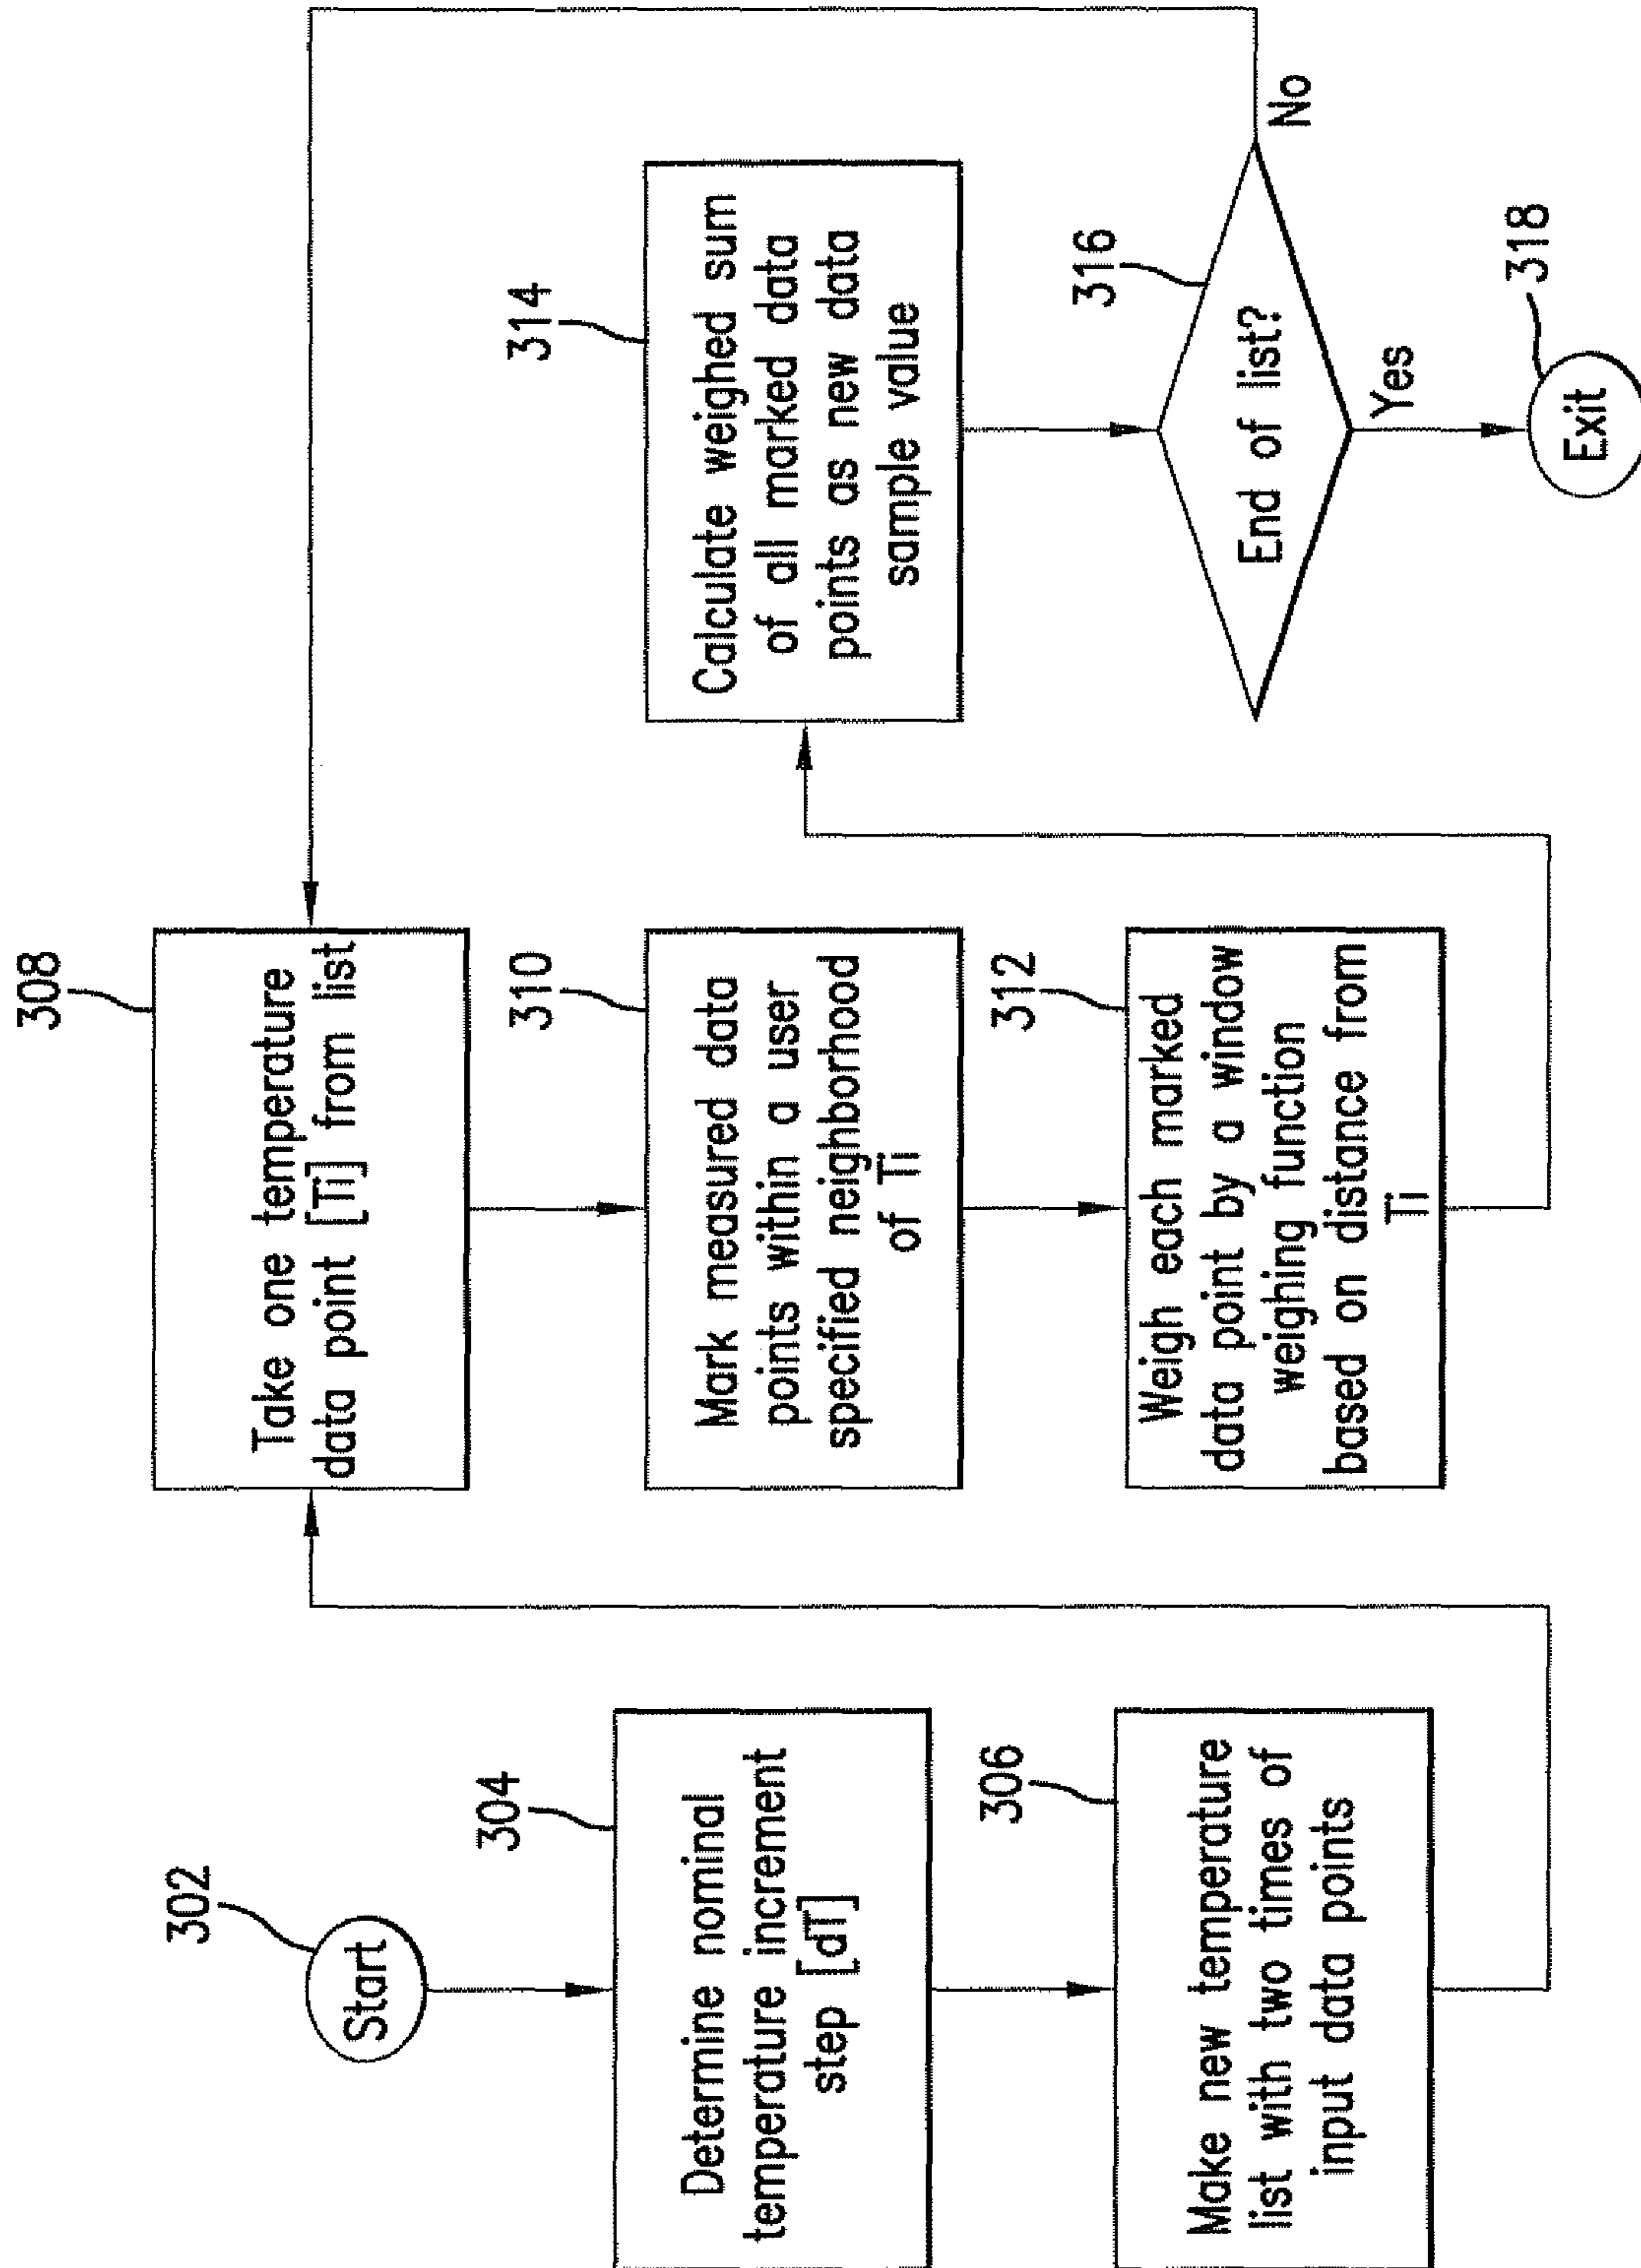 302
Start
304
Determine nominal
temperature increment
step [dT]
306
Make new temperature
list with two times of
input data points
308
Take one temperature
data point [Ti] from list
310
Mark measured data
points within a user
specified neighborhood
of Ti
312
Weigh each marked
data point by a window
weighing function
based on distance from
Ti
314
Calculate weighed sum
of all marked data
points as new data
sample value
316
End of list?
No
Yes
318
Exit